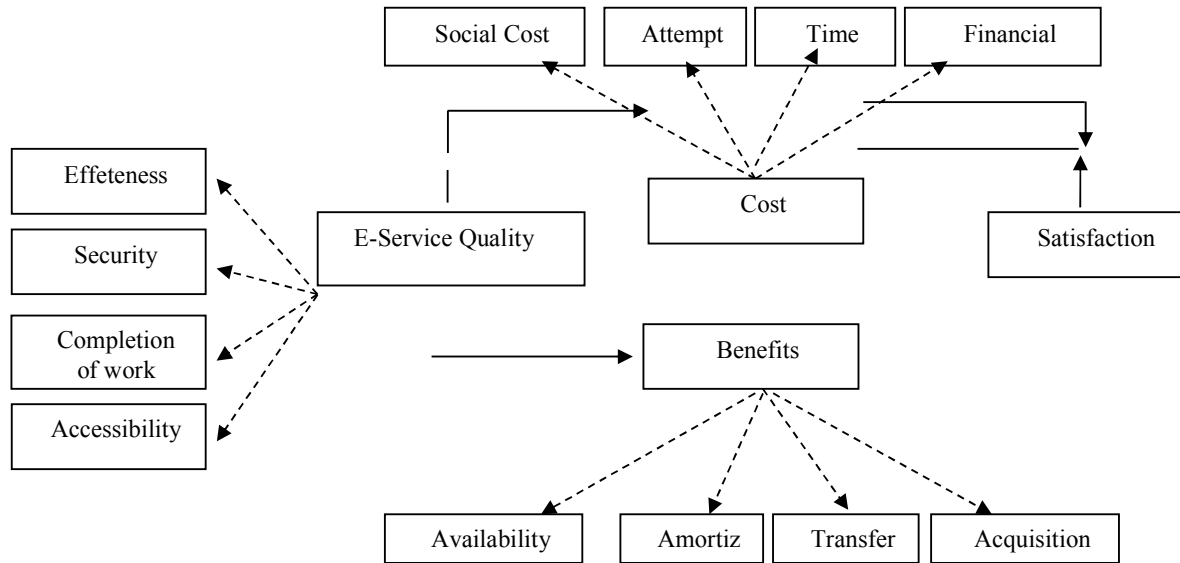 Social Cost
Attempt
Time
Financial
Effeteness
Cost
E-Service Quality
Satisfaction
Security
Completion
of work
Benefits
Accessibility
Availability
Amortiz
Transfer
Acquisition